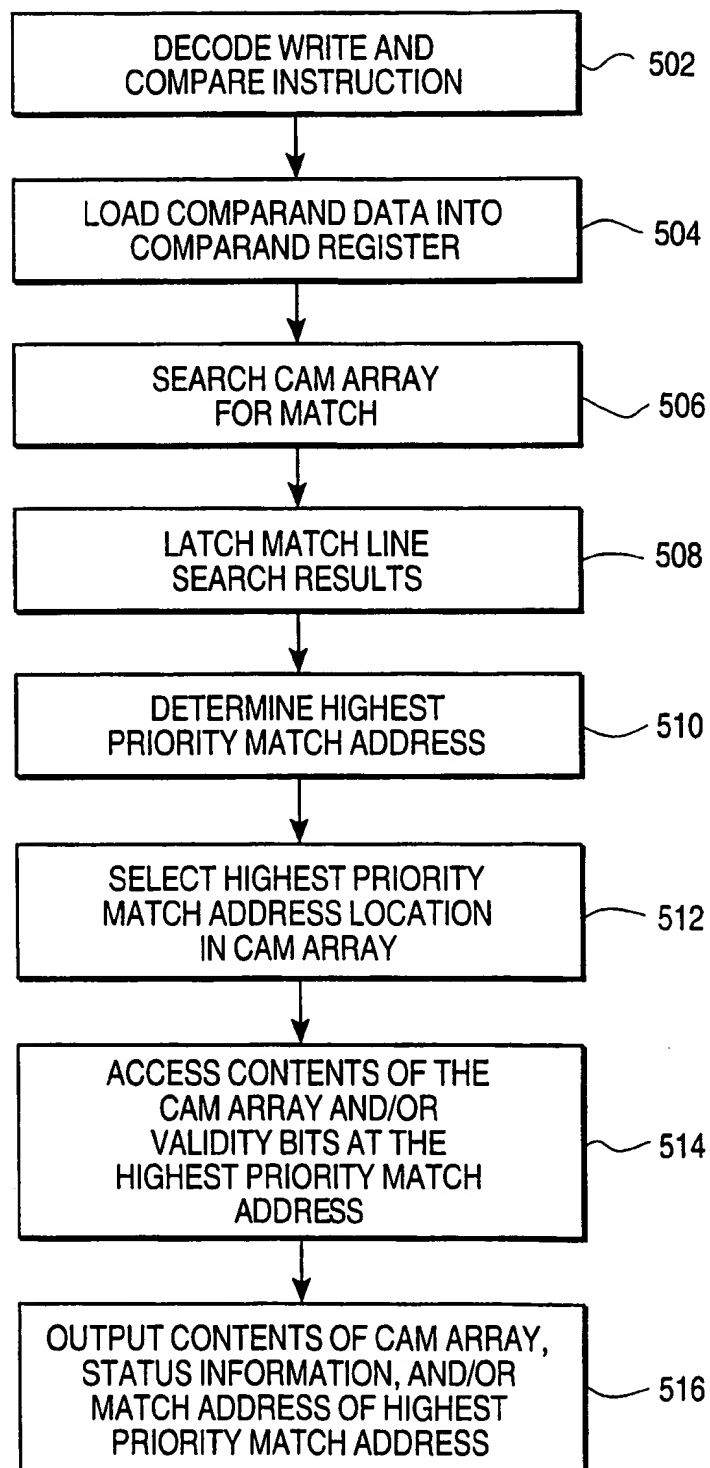 DECODE WRITE AND
COMPARE INSTRUCTION
502
LOAD COMPARAND DATA INTO
COMPARAND REGISTER
504
SEARCH CAM ARRAY
FOR MATCH
506
LATCH MATCH LINE
SEARCH RESULTS
508
DETERMINE HIGHEST
PRIORITY MATCH ADDRESS
510
SELECT HIGHEST PRIORITY
MATCH ADDRESS LOCATION
IN CAM ARRAY
512
ACCESS CONTENTS OF THE
CAM ARRAY AND/OR
VALIDITY BITS AT THE
HIGHEST PRIORITY MATCH
ADDRESS
514
OUTPUT CONTENTS OF CAM ARRAY,
STATUS INFORMATION, AND/OR
MATCH ADDRESS OF HIGHEST
PRIORITY MATCH ADDRESS
516